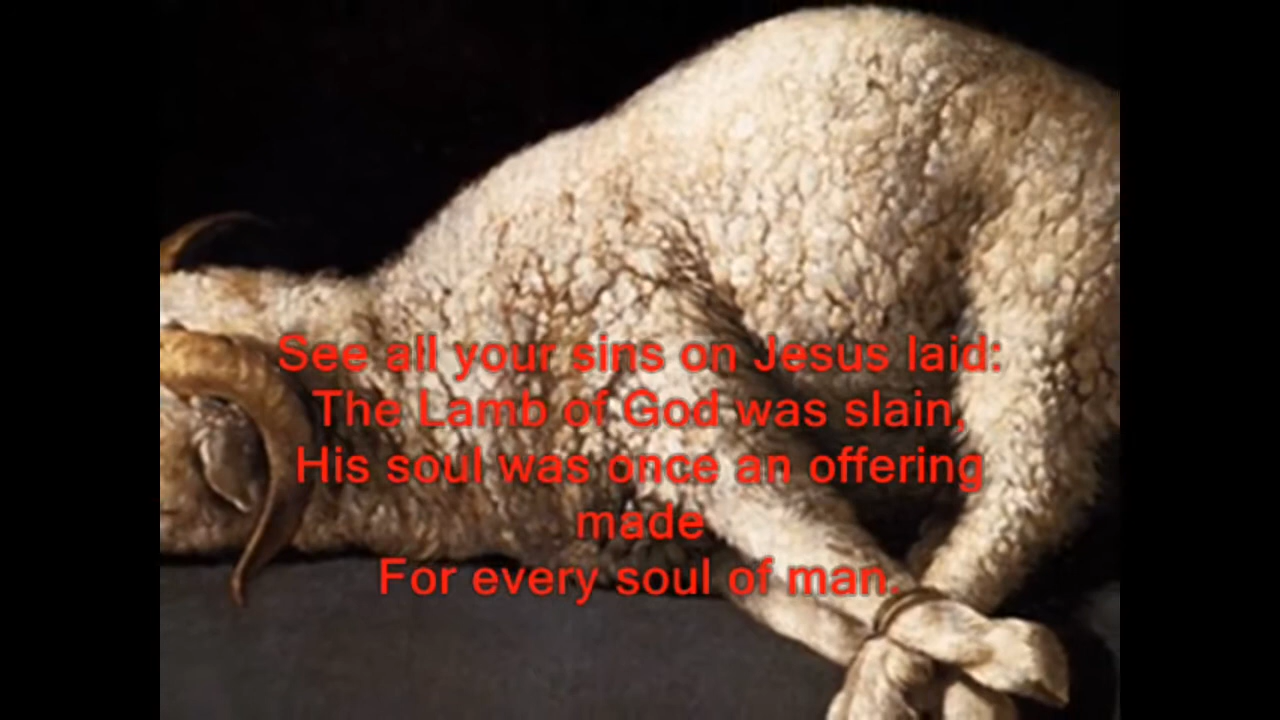 See all your sins on Jesus laid:
The Lamb of God was slain,
His soul was once an offering
made
For every soul of man.